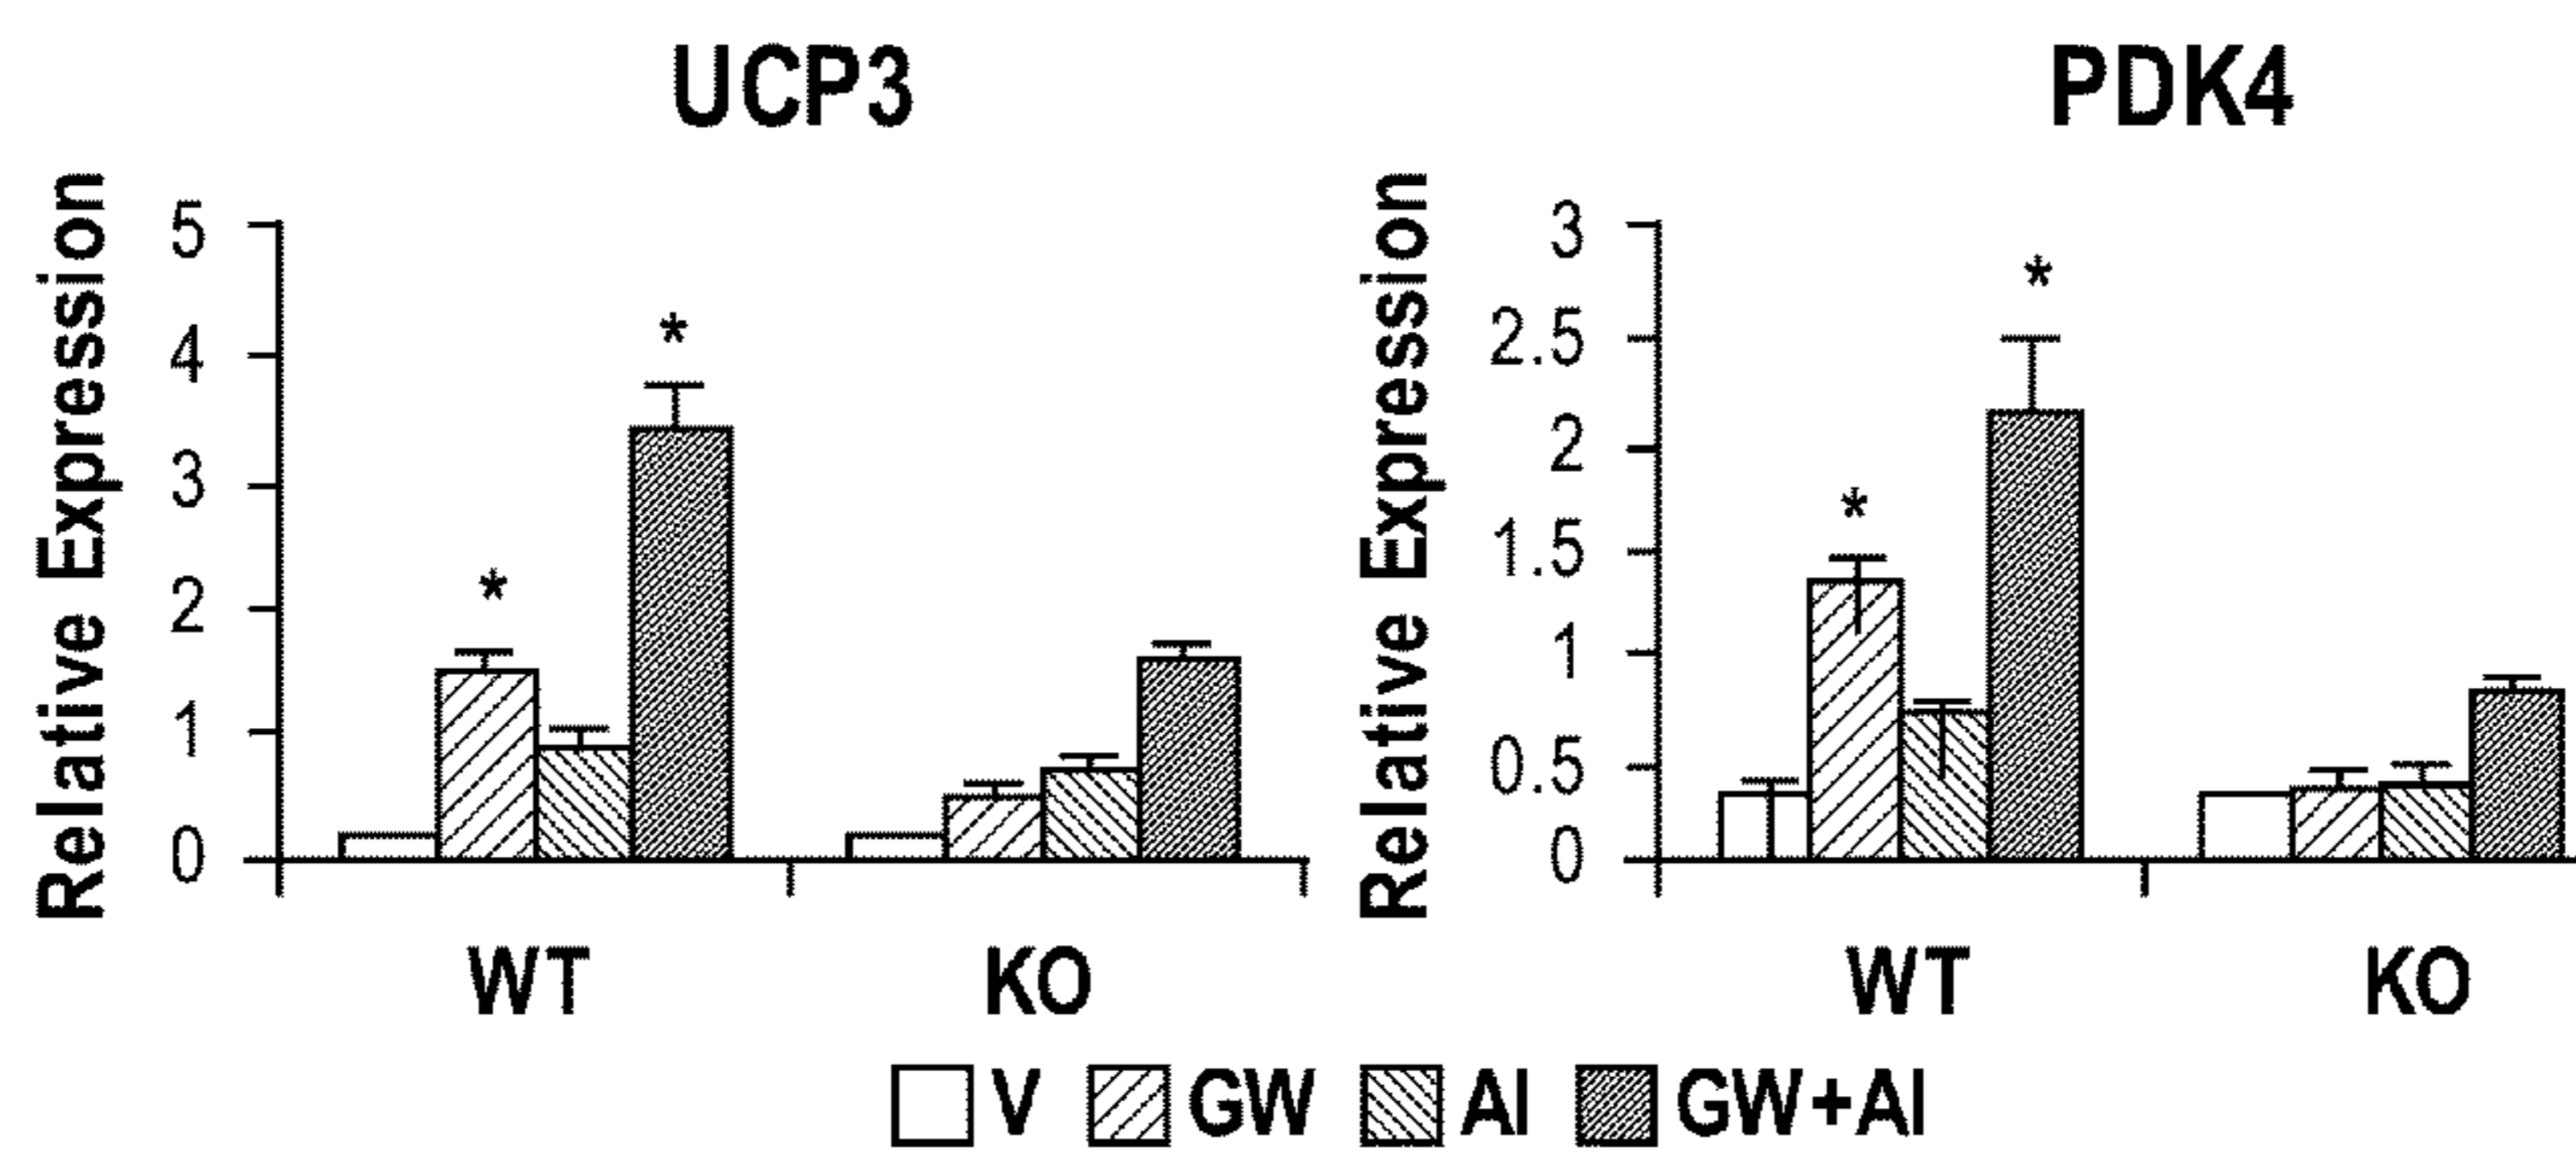 UCP3
Relative Expression
5
4
3
2
1
0
*
*
WT KO
PDK4
Relative Expression
3
2.5
2
1.5
1
0.5
0
*
*
WT KO
V GW AI GW+AI